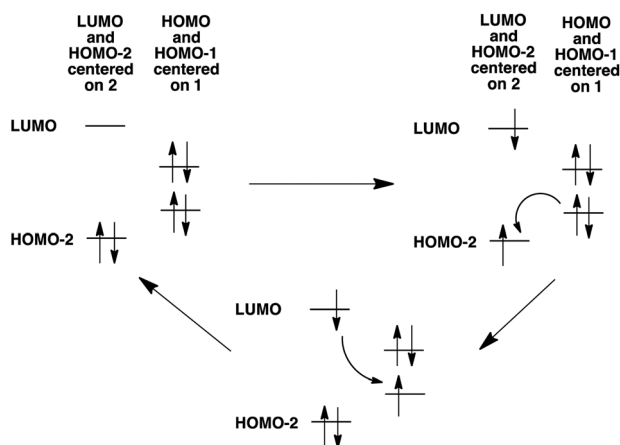 LUMO
and
HOMO-2
centered
on 2
HOMO
and
HOMO-1
centered
on 1
LUMO
HOMO-2
LUMO
and
HOMO-2
centered
on 2
HOMO
and
HOMO-1
centered
on 1
LUMO
HOMO-2
LUMO
HOMO-2